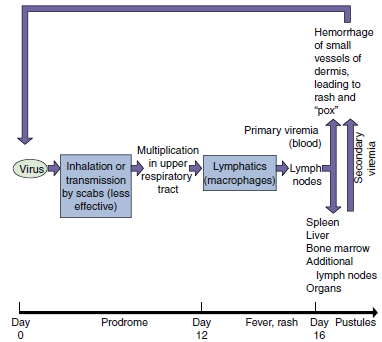 Hemorrhage
of small
vessels of
dermis,
leading to
rash and
"pox"
Virus
Inhalation or
transmission
by scabs (less
effective)
Multiplication
in upper
respiratory
tract
Lymphatics
(macrophages)
Primary viremia
(blood)
Lymph
nodes
Secondary
viremia
Spleen
Liver
Bone marrow
Additional
lymph nodes
Organs
Day
0
Prodrome
Day
12
Fever, rash
Day
16
Pustules